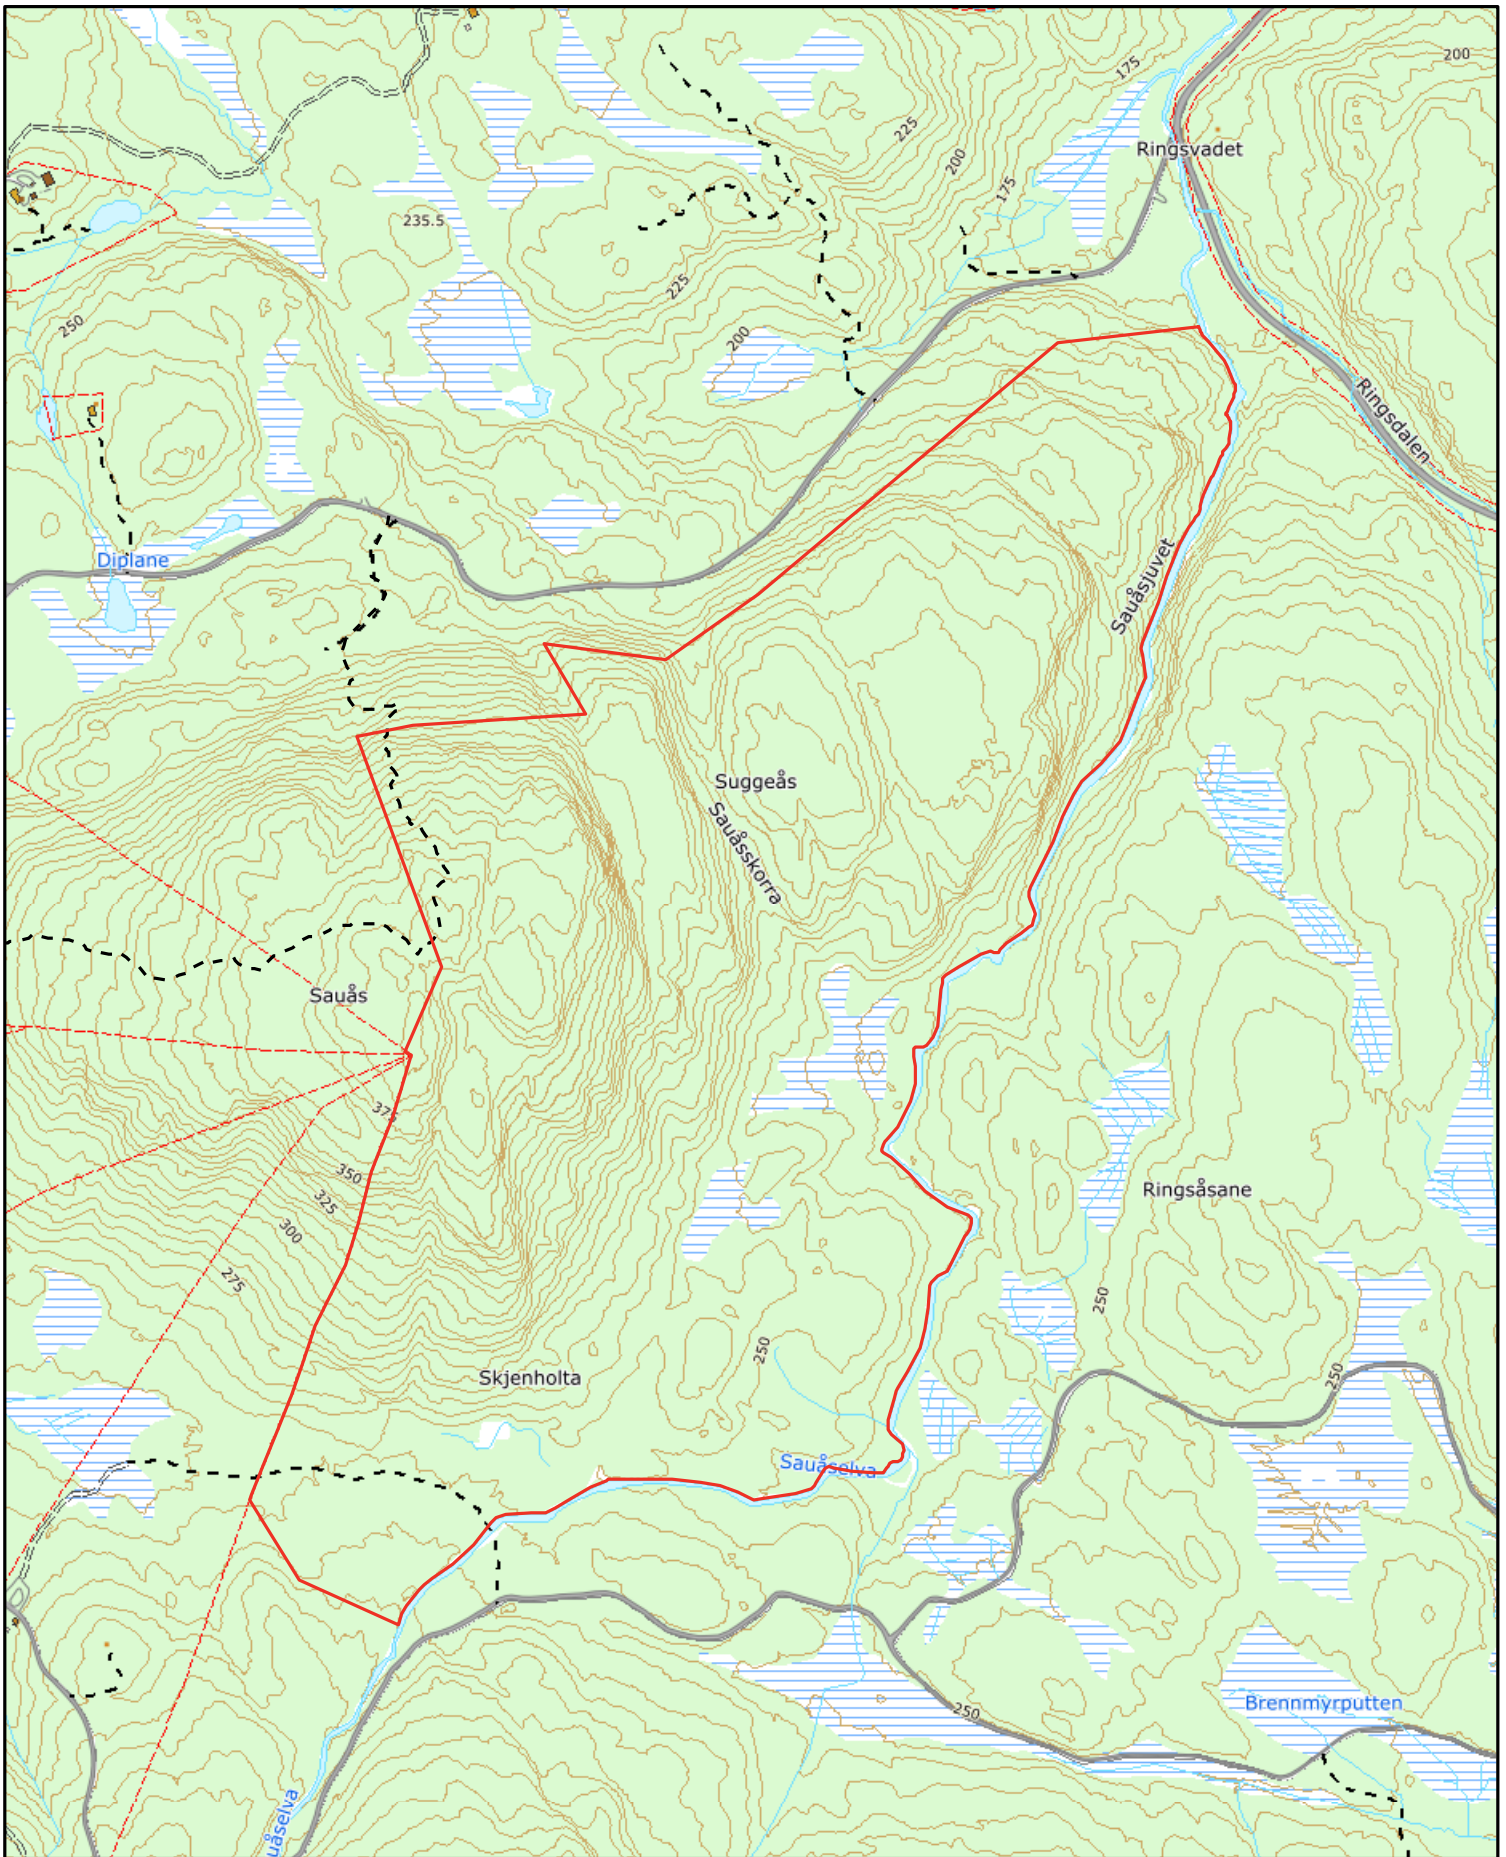 200
175
Ringsvadet
225
200
175
235.5
225
250
200
Ringsdalen
Diplane
Sauåsjuvet
Suggeås
Sauåsskorra
Sauås
375
350
325
300
275
Ringsåsane
250
250
250
Skjenholta
Sauåselva
Brennmyrputten
250
uåselva